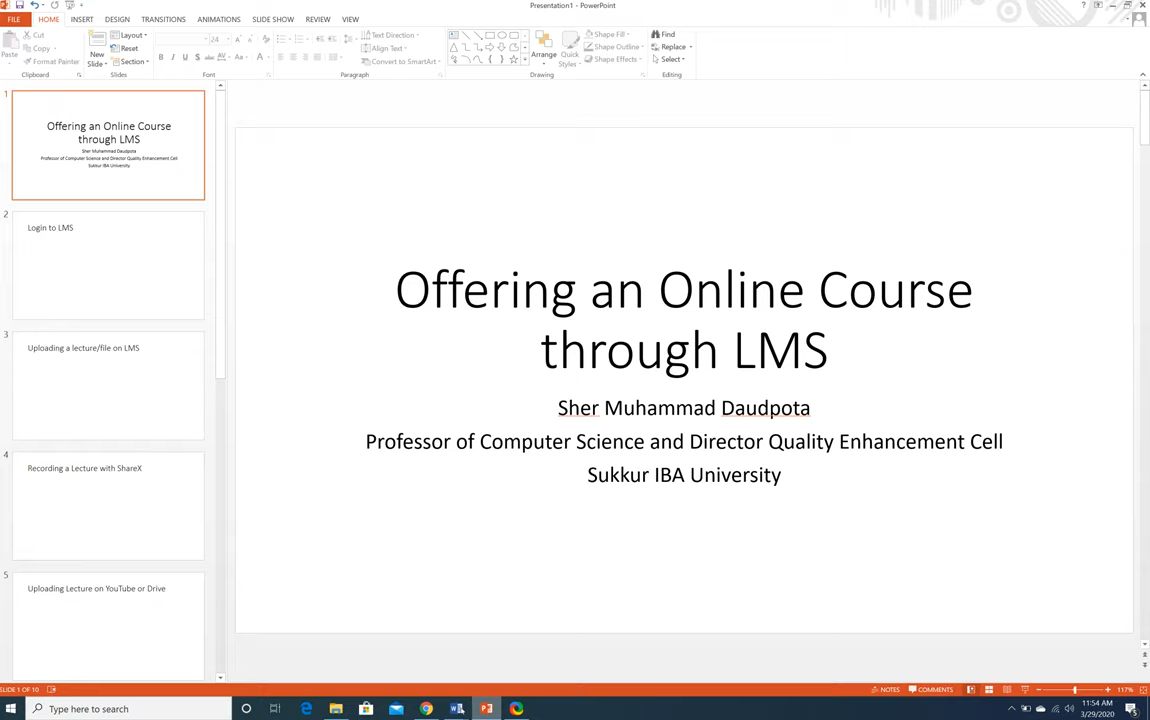 Presentation1 - PowerPoint
FILE HOME INSERT DESIGN TRANSITIONS ANIMATIONS SLIDE SHOW REVIEW VIEW
Paste
Cut
Copy
Format Painter
Clipboard
New
Slide
Layout
Reset
Section
Slides
24
Font
Text Direction
Align Text
Convert to SmartArt
Paragraph
Arrange
Quick
Styles
Shape Fill
Shape Outline
Shape Effects
Drawing
Find
Replace
Select
Editing
1
Offering an Online Course
through LMS
Sher Muhammad Daudpota
Professor of Computer Science and Director Quality Enhancement Cell
Sukkur IBA University
2
Login to LMS
3
Uploading a lecture/file on LMS
4
Recording a Lecture with ShareX
5
Uploading Lecture on YouTube or Drive
Offering an Online Course
through LMS
Sher Muhammad Daudpota
Professor of Computer Science and Director Quality Enhancement Cell
Sukkur IBA University
SLIDE 1 OF 10
NOTES
COMMENTS
117%
Type here to search
11:54 AM
3/29/2020